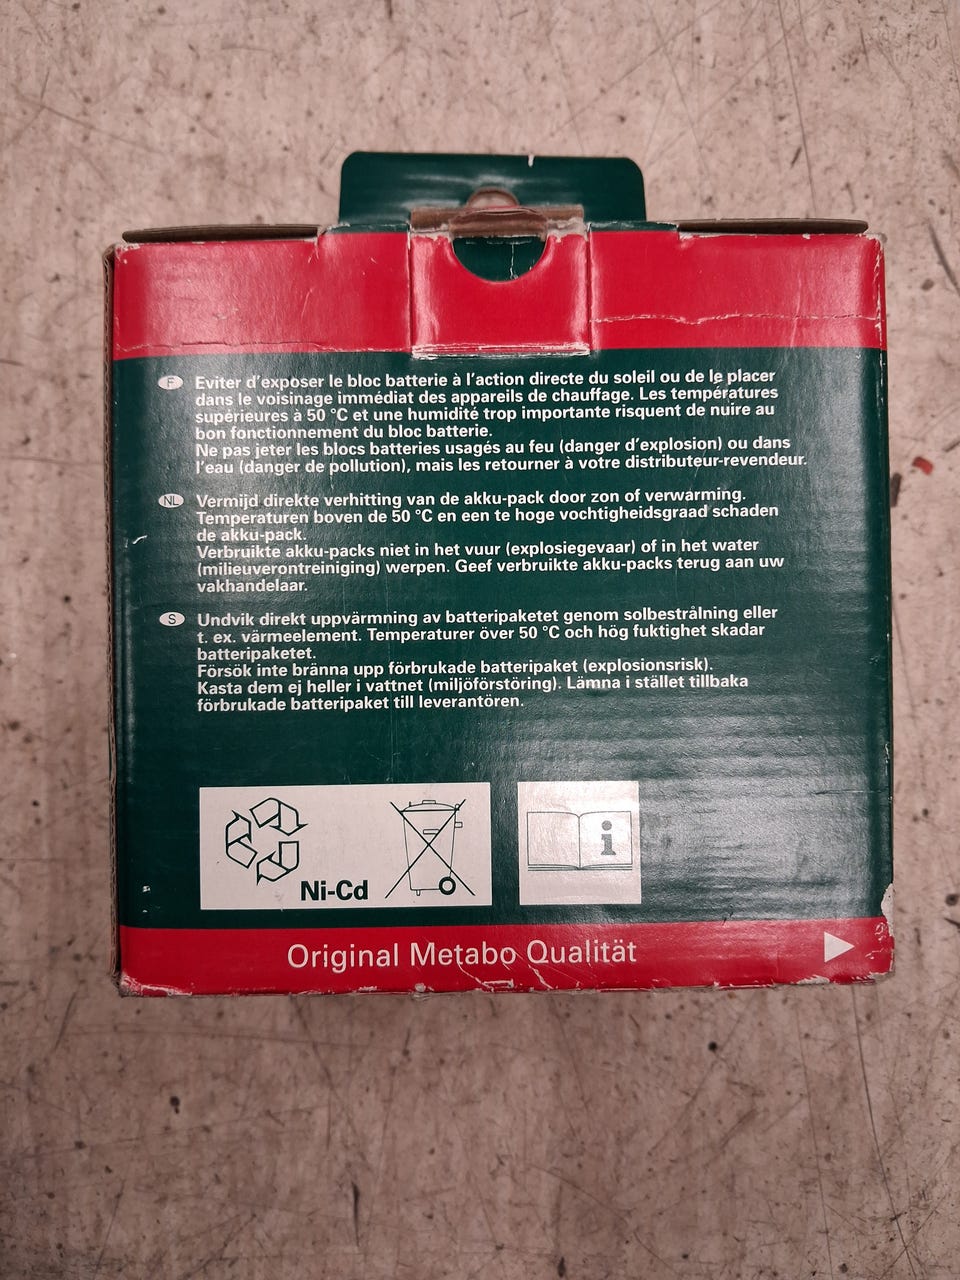 F Eviter d'exposer le bloc batterie à l'action directe du soleil ou de le placer
dans le voisinage immédiat des appareils de chauffage. Les températures
supérieures à 50 °C et une humidité trop importante risquent de nuire au
bon fonctionnement du bloc batterie.
Ne pas jeter les blocs batteries usagés au feu (danger d'explosion) ou dans
l'eau (danger de pollution), mais les retourner à votre distributeur-revendeur.
NL Vermijd direkte verhitting van de akku-pack door zon of verwarming.
Temperaturen boven de 50 °C en een te hoge vochtigheidsgraad schaden
de akku-pack.
Verbruikte akku-packs niet in het vuur (explosiegevaar) of in het water
(milieuverontreiniging) werpen. Geef verbruikte akku-packs terug aan uw
vakhandelaar.
S Undvik direkt uppvärmning av batteripaketet genom solbestrålning eller
t. ex. värmeelement. Temperaturer över 50 °C och hög fuktighet skadar
batteripaketet.
Försök inte bränna upp förbrukade batteripaket (explosionsrisk).
Kasta dem ej heller i vattnet (miljöförstöring). Lämna i stället tillbaka
förbrukade batteripaket till leverantören.
Ni-Cd
i
Original Metabo Qualität